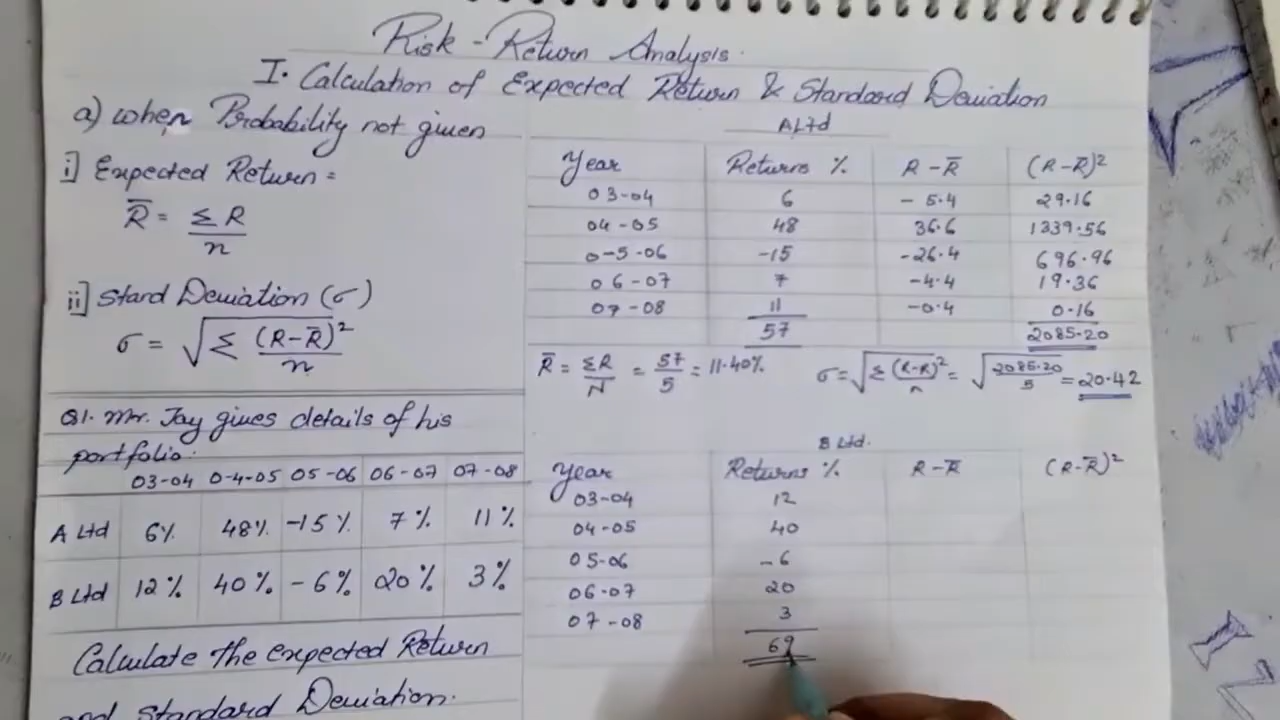 Risk - Return Analysis.
I. Calculation of Expected Return & Standard Deviation
a) when Probability not given
i] Expected Return =
R̅ = ΣR
n
ii] Stard Deviation (σ)
σ = √Σ (R-R̅)²
n
Q1. Mr. Jay gives details of his
portfolio.
03-04 0-4-05 05-06 06-07 07-08
A Ltd 6% 48% -15% 7% 11%
B Ltd 12% 40% -6% 20% 3%
Calculate the expected Return
and Standard Deviation.
A Ltd
Year Returns % R-R̅ (R-R̅)²
03-04 6 -5.4 29.16
04-05 48 36.6 1339.56
0-5-06 -15 -26.4 696.96
06-07 7 -4.4 19.36
07-08 11 -0.4 0.16
57 2085.20
R̅ = ΣR/N = 57/5 = 11.40% σ = √Σ(R-R̅)²/n = √2085.20/5 = 20.42
B Ltd.
Year Returns % R-R̅ (R-R̅)²
03-04 12
04-05 40
05-06 -6
06-07 20
07-08 3
69